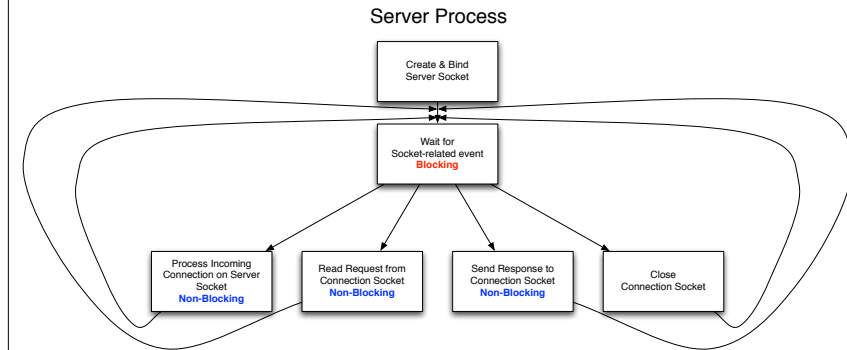 Server Process
Create & Bind
Server Socket
Wait for
Socket-related event
Blocking
Process Incoming
Connection on Server
Socket
Non-Blocking
Read Request from
Connection Socket
Non-Blocking
Send Response to
Connection Socket
Non-Blocking
Close
Connection Socket